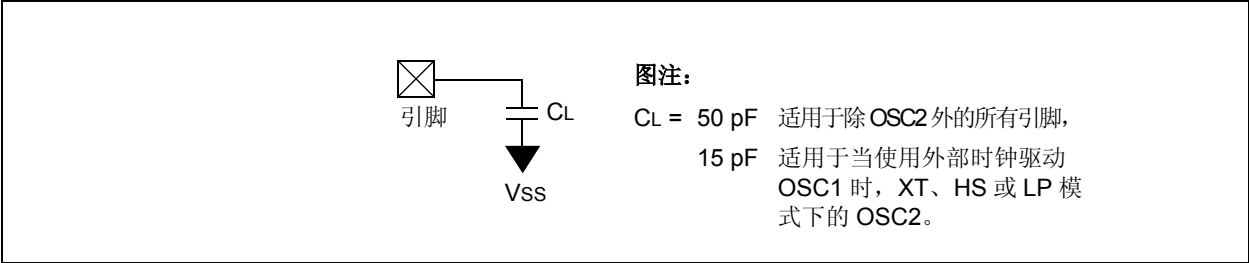 引脚
CL
VSS
图注：
CL = 50 pF 适用于除 OSC2 外的所有引脚，
15 pF 适用于当使用外部时钟驱动
OSC1 时，XT、HS 或 LP 模
式下的 OSC2。